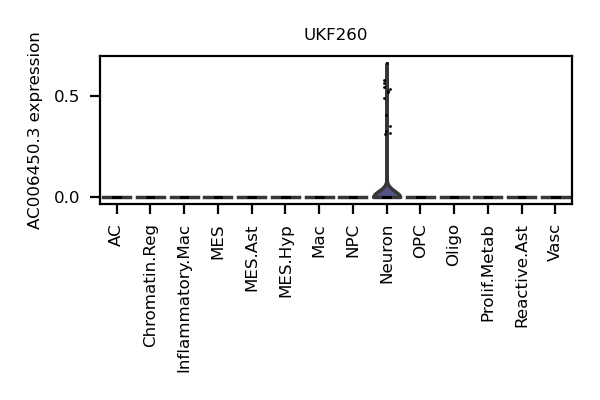 UKF260
AC006450.3 expression
0.5
0.0
AC
Chromatin.Reg
Inflammatory.Mac
MES
MES.Ast
MES.Hyp
Mac
NPC
Neuron
OPC
Oligo
Prolif.Metab
Reactive.Ast
Vasc